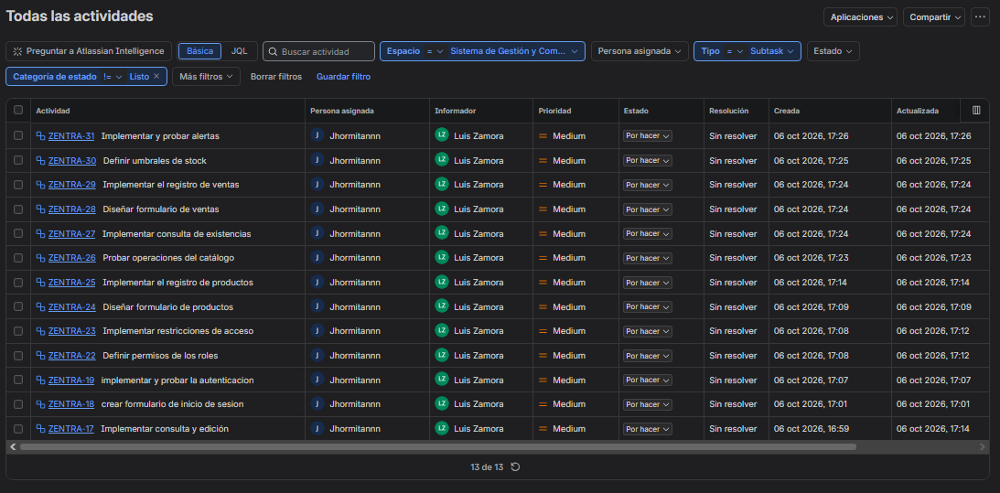 Todas las actividades
Aplicaciones Compartir
Preguntar a Atlassian Intelligence Básica JQL Buscar actividad Espacio = Sistema de Gestión y Com... Persona asignada Tipo = Subtask Estado
Categoría de estado != Listo × Más filtros Borrar filtros Guardar filtro
Actividad Persona asignada Informador Prioridad Estado Resolución Creada Actualizada
ZENTRA-31 Implementar y probar alertas J Jhormitannn LZ Luis Zamora Medium Por hacer Sin resolver 06 oct 2026, 17:26 06 oct 2026, 17:26
ZENTRA-30 Definir umbrales de stock J Jhormitannn LZ Luis Zamora Medium Por hacer Sin resolver 06 oct 2026, 17:25 06 oct 2026, 17:25
ZENTRA-29 Implementar el registro de ventas J Jhormitannn LZ Luis Zamora Medium Por hacer Sin resolver 06 oct 2026, 17:24 06 oct 2026, 17:24
ZENTRA-28 Diseñar formulario de ventas J Jhormitannn LZ Luis Zamora Medium Por hacer Sin resolver 06 oct 2026, 17:24 06 oct 2026, 17:24
ZENTRA-27 Implementar consulta de existencias J Jhormitannn LZ Luis Zamora Medium Por hacer Sin resolver 06 oct 2026, 17:24 06 oct 2026, 17:24
ZENTRA-26 Probar operaciones del catálogo J Jhormitannn LZ Luis Zamora Medium Por hacer Sin resolver 06 oct 2026, 17:23 06 oct 2026, 17:23
ZENTRA-25 Implementar el registro de productos J Jhormitannn LZ Luis Zamora Medium Por hacer Sin resolver 06 oct 2026, 17:14 06 oct 2026, 17:14
ZENTRA-24 Diseñar formulario de productos J Jhormitannn LZ Luis Zamora Medium Por hacer Sin resolver 06 oct 2026, 17:09 06 oct 2026, 17:09
ZENTRA-23 Implementar restricciones de acceso J Jhormitannn LZ Luis Zamora Medium Por hacer Sin resolver 06 oct 2026, 17:08 06 oct 2026, 17:12
ZENTRA-22 Definir permisos de los roles J Jhormitannn LZ Luis Zamora Medium Por hacer Sin resolver 06 oct 2026, 17:08 06 oct 2026, 17:12
ZENTRA-19 implementar y probar la autenticacion J Jhormitannn LZ Luis Zamora Medium Por hacer Sin resolver 06 oct 2026, 17:07 06 oct 2026, 17:07
ZENTRA-18 crear formulario de inicio de sesion J Jhormitannn LZ Luis Zamora Medium Por hacer Sin resolver 06 oct 2026, 17:01 06 oct 2026, 17:01
ZENTRA-17 Implementar consulta y edición J Jhormitannn LZ Luis Zamora Medium Por hacer Sin resolver 06 oct 2026, 16:59 06 oct 2026, 17:14
13 de 13